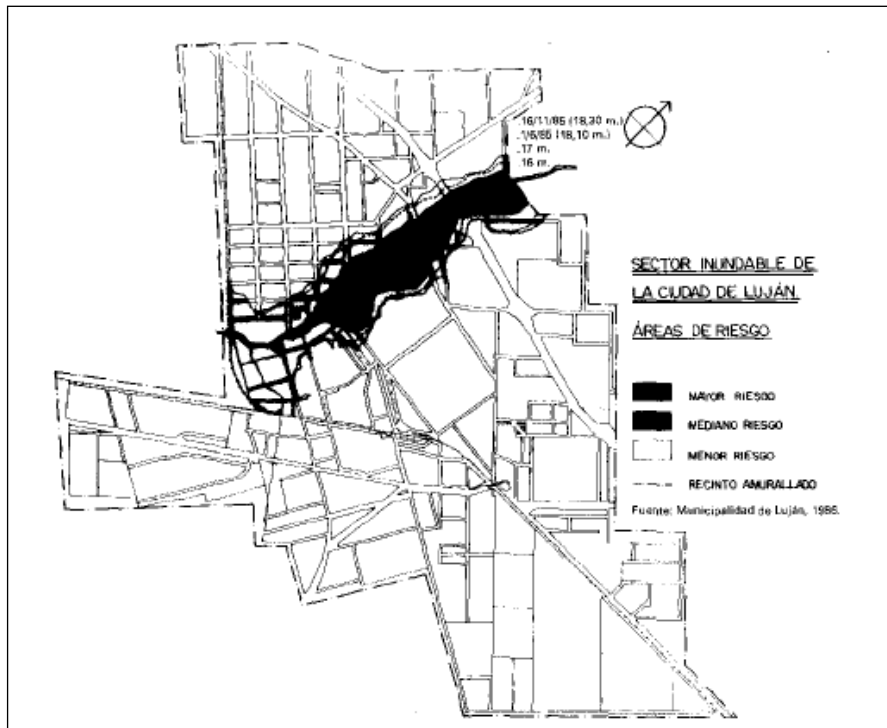 .16/11/85 (18,30 m.)
.1/6/85 (18,10 m.)
.17 m.
.16 m.
SECTOR INUNDABLE DE
LA CIUDAD DE LUJÁN
ÁREAS DE RIESGO
MAYOR RIESGO
MEDIANO RIESGO
MENOR RIESGO
RECINTO AMURALLADO
Fuente: Municipalidad de Luján, 1986.